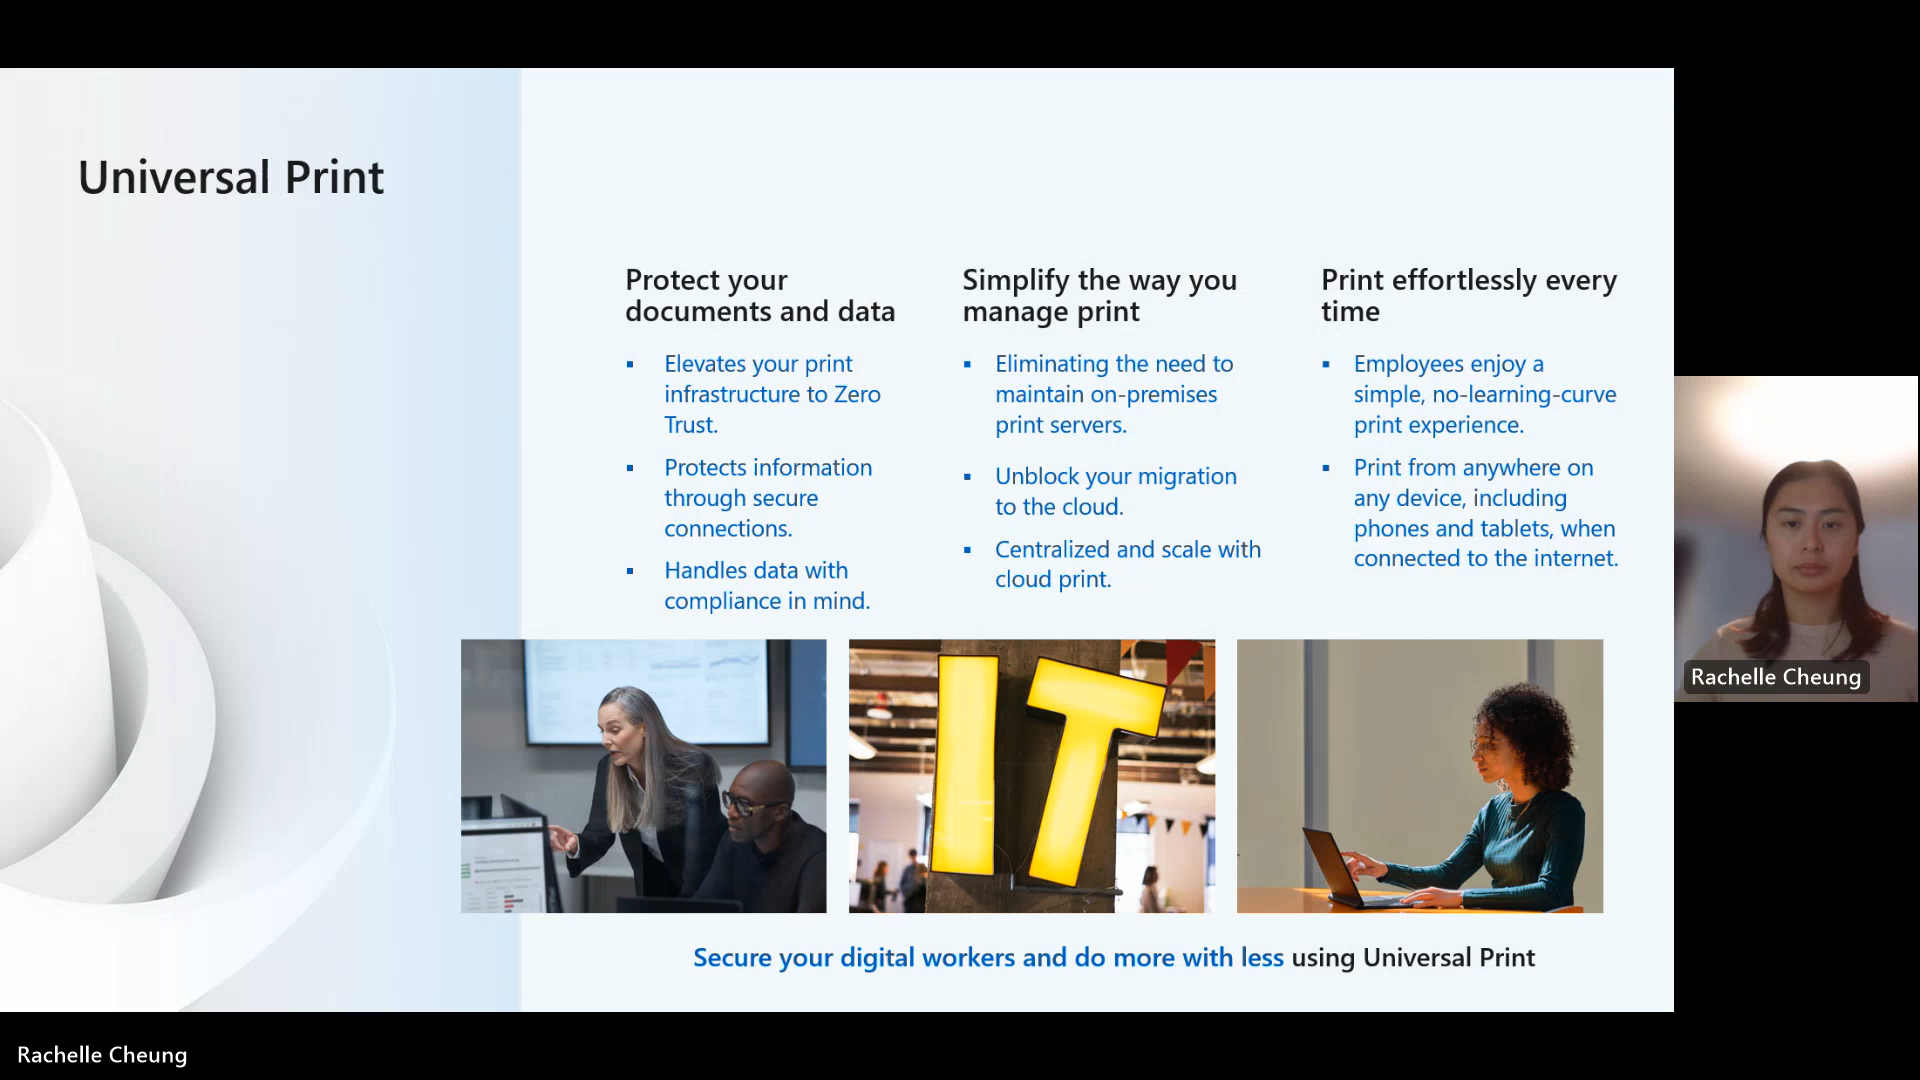 Universal Print
Protect your
documents and data
▪ Elevates your print
infrastructure to Zero
Trust.
▪ Protects information
through secure
connections.
▪ Handles data with
compliance in mind.
Simplify the way you
manage print
▪ Eliminating the need to
maintain on-premises
print servers.
▪ Unblock your migration
to the cloud.
▪ Centralized and scale with
cloud print.
Print effortlessly every
time
▪ Employees enjoy a
simple, no-learning-curve
print experience.
▪ Print from anywhere on
any device, including
phones and tablets, when
connected to the internet.
IT
Secure your digital workers and do more with less using Universal Print
Rachelle Cheung
Rachelle Cheung